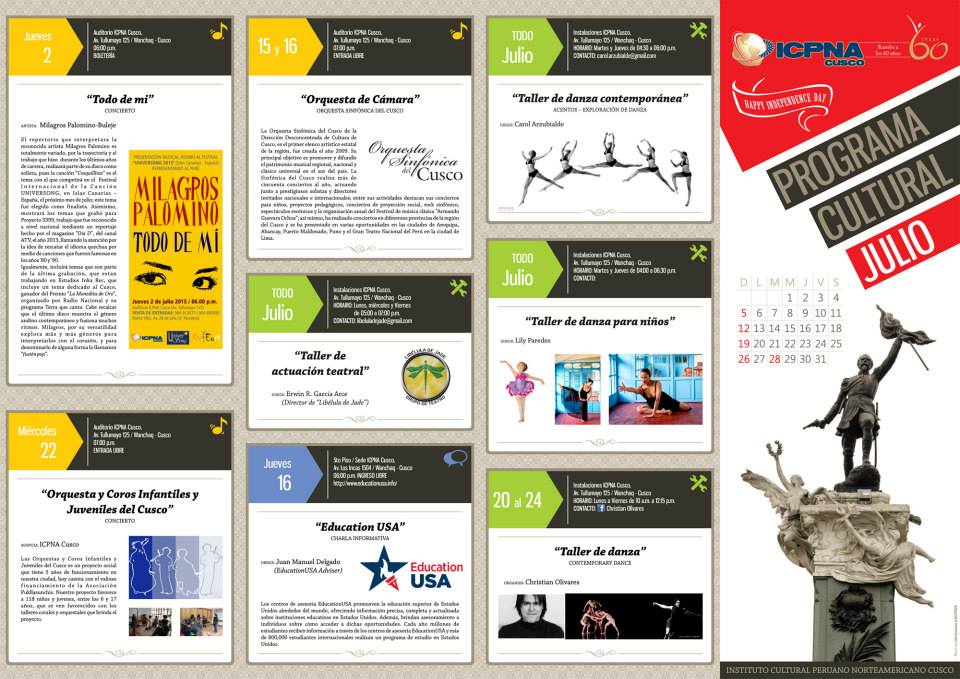 Jueves
2
Auditorio ICPNA Cusco,
Av. Tullumayo 125 / Wanchaq - Cusco
06:00 p.m.
BOLETERÍA
“Todo de mi”
CONCIERTO
ARTISTA: Milagros Palomino-Buleje
El repertorio que interpretara la
reconocida artista Milagros Palomino es
totalmente variado, por la trayectoria y el
trabajo que hizo durante los últimos años
de carrera, realizará parte de su disco como
solista, pues la canción "Cusquillitas" es el
tema con el que competirá en el Festival
Internacional de la Canción
UNIVERSONG, en Islas Canarias –
España, el próximo mes de julio; este tema
fue elegido como finalista. Asimismo,
mostrará los temas que grabó para
Proyecto 3399, trabajo que fue reconocido
a nivel nacional mediante un reportaje
hecho por el magazine "Día D", del canal
ATV, el año 2013, llamando la atención por
la idea de rescatar el idioma quechua por
medio de canciones que fueron famosas en
los años '80 y '90.
Igualmente, incluirá temas que son parte
de la última grabación, que están
trabajando en Estudios Inka Rec, que
incluye un tema dedicado al Cusco,
ganador del Premio "La Manzilla de Oro",
organizado por Radio Nacional y su
programa Tierra que canta. Cabe recalcar
que el último disco muestra el género
andino contemporáneo y fusiona muchos
ritmos. Milagros, por su versatilidad
explora más y más géneros para
interpretarlos con el corazón, y para
denominarlo de alguna forma lo llamamos
"fusión pop".
PRESENTACIÓN MUSICAL, RUMBO AL FESTIVAL
"UNIVERSONG 2015" (Islas Canarias - España)
REPRESENTANDO AL PERÚ
MILAGROS
PALOMINO
TODO DE MÍ
Jueves 2 de julio 2015 / 06.00 p.m.
ICPNA
Miércoles
22
Auditorio ICPNA Cusco,
Av. Tullumayo 125 / Wanchaq - Cusco
07:00 p.m.
ENTRADA LIBRE
“Orquesta y Coros Infantiles y
Juveniles del Cusco”
CONCIERTO
AUSPICIA: ICPNA Cusco
Las Orquestas y Coros Infantiles y
Juveniles del Cusco es un proyecto social
que tiene 5 años de funcionamiento en
nuestra ciudad, hoy cuenta con el valioso
financiamiento de la Asociación
Pukllasunchis. Nuestro proyecto favorece
a 118 niños y jovenes, entre los 6 y 17
años, que se ven favorecidos con los
talleres corales y orquestales que brinda el
proyecto.
15 y 16
Auditorio ICPNA Cusco,
Av. Tullumayo 125 / Wanchaq - Cusco
07:00 p.m.
ENTRADA LIBRE
“Orquesta de Cámara”
ORQUESTA SINFÓNICA DEL CUSCO
La Orquesta Sinfónica del Cusco de la
Dirección Desconcentrada de Cultura de
Cusco, es el primer elenco artístico estatal
de la región, fue creada el año 2009. Su
principal objetivo es promover y difundir
el patrimonio musical regional, nacional y
clásica universal en el sur del país. La
Sinfónica del Cusco realiza más de
cincuenta conciertos al año, actuando
junto a prestigiosos solistas y directores
invitados nacionales e internacionales; entre sus actividades destaca sus conciertos
para niños, proyectos pedagógicos, conciertos de proyección social, rock sinfónico,
espectáculos escénicos y la organización anual del Festival de música clásica "Armando
Guevara Ochoa"; así mismo, ha realizado conciertos en diferentes provincias de la región
del Cusco y se ha presentado en varias oportunidades en las ciudades de Arequipa,
Abancay, Puerto Maldonado, Puno y el Gran Teatro Nacional del Perú en la ciudad de
Lima.
Orquesta
Sinfónica
del Cusco
TODO
Julio
Instalaciones ICPNA Cusco,
Av. Tullumayo 125 / Wanchaq - Cusco
HORARIO: Lunes, miércoles y Viernes
de 05:00 a 07:00 p.m.
CONTACTO: libeluladejade@gmail.com
“Taller de
actuación teatral”
DIRIGE: Erwin R. García Arce
(Director de "Libélula de Jade")
LIBÉLULA DE JADE
GRUPO DE TEATRO
Jueves
16
5to Piso / Sede ICPNA Cusco,
Av. Los Incas 1504 / Wanchaq - Cusco
06:00 p.m. INGRESO LIBRE
http://www.educationusa.info/
“Education USA”
CHARLA INFORMATIVA
DIRIGE: Juan Manuel Delgado
(EducationUSA Adviser)
Education
USA
Los centros de asesoría EducationUSA promueven la educación superior de Estados
Unidos alrededor del mundo, ofreciendo información precisa, completa y actualizada
sobre instituciones educativas en Estados Unidos. Además, brindan asesoramiento a
individuos sobre cómo acceder a dichas oportunidades. Cada año millones de
estudiantes reciben información a través de los centros de asesoría EducationUSA y más
de 800,000 estudiantes internacionales realizan un programa de estudio en Estados
Unidos.
TODO
Julio
Instalaciones ICPNA Cusco,
Av. Tullumayo 125 / Wanchaq - Cusco
HORARIO: Martes y Jueves de 04:30 a 06:00 p.m.
CONTACTO: carol.arzubialde@gmail.com
“Taller de danza contemporánea”
ACENTOS – EXPLORACIÓN DE DANZA
DIRIGE: Carol Arzubialde
TODO
Julio
Instalaciones ICPNA Cusco,
Av. Tullumayo 125 / Wanchaq - Cusco
HORARIO: Martes y Jueves de 04:00 a 06:30 p.m.
CONTACTO:
“Taller de danza para niños”
DIRIGE: Lily Paredes
20 al 24
Instalaciones ICPNA Cusco,
Av. Tullumayo 125 / Wanchaq - Cusco
HORARIO: Lunes a Viernes de 10 a.m. a 12:15 p.m.
CONTACTO: f Christian Olivares
“Taller de danza”
CONTEMPORARY DANCE
ORGANIZA: Christian Olivares
ICPNA
CUSCO
Rumbo a
los 60 años
YEARS
60
HAPPY INDEPENDENCE DAY
PROGRAMA
CULTURAL
JULIO
D L M M J V S
1 2 3 4
5 6 7 8 9 10 11
12 13 14 15 16 17 18
19 20 21 22 23 24 25
26 27 28 29 30 31
INSTITUTO CULTURAL PERUANO NORTEAMERICANO CUSCO